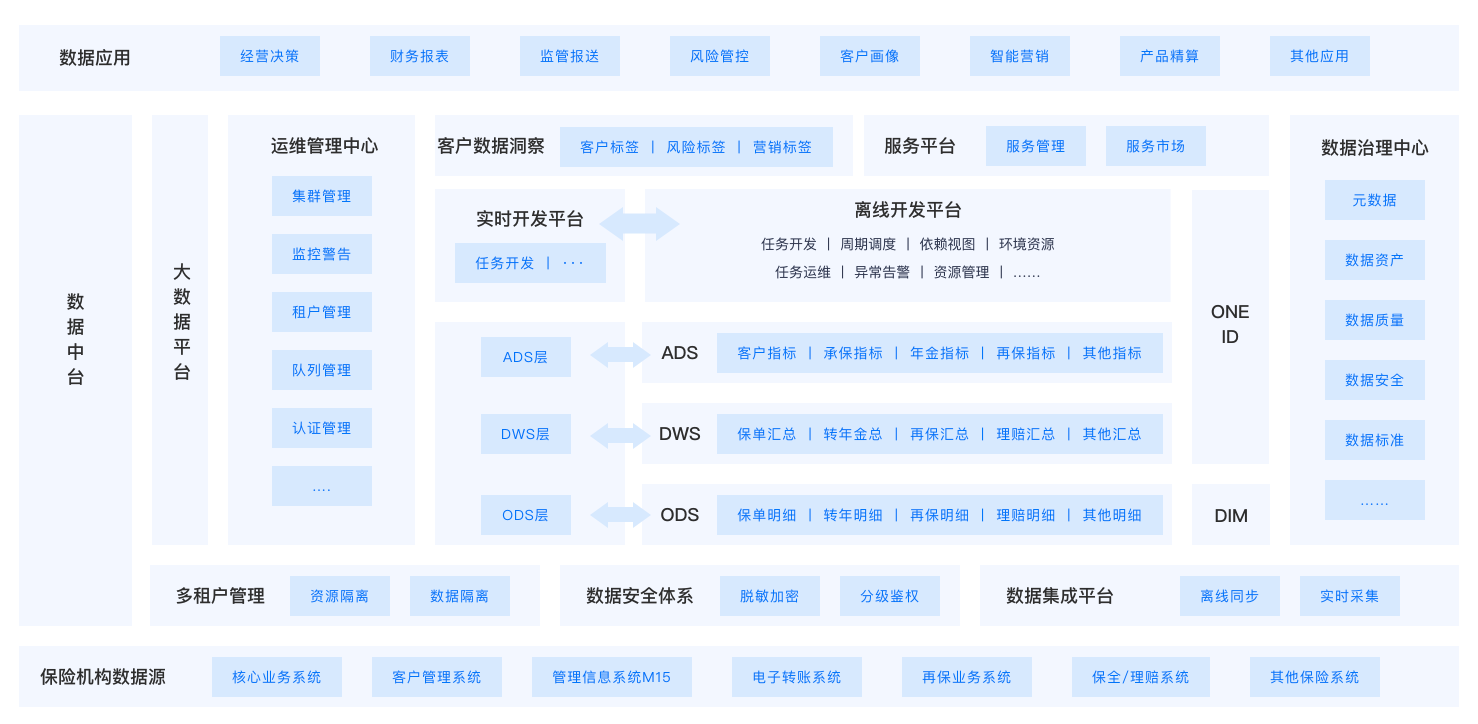 数据应用
经营决策
财务报表
监管报送
风险管控
客户画像
智能营销
产品精算
其他应用
数据中台
大数据平台
运维管理中心
集群管理
监控警告
租户管理
队列管理
认证管理
....
客户数据洞察
客户标签 | 风险标签 | 营销标签
服务平台
服务管理
服务市场
实时开发平台
任务开发 | ···
离线开发平台
任务开发 | 周期调度 | 依赖视图 | 环境资源
任务运维 | 异常告警 | 资源管理 | ......
ADS层
ADS
客户指标 | 承保指标 | 年金指标 | 再保指标 | 其他指标
DWS层
DWS
保单汇总 | 转年金总 | 再保汇总 | 理赔汇总 | 其他汇总
ODS层
ODS
保单明细 | 转年明细 | 再保明细 | 理赔明细 | 其他明细
ONE
ID
DIM
数据治理中心
元数据
数据资产
数据质量
数据安全
数据标准
......
多租户管理
资源隔离
数据隔离
数据安全体系
脱敏加密
分级鉴权
数据集成平台
离线同步
实时采集
保险机构数据源
核心业务系统
客户管理系统
管理信息系统M15
电子转账系统
再保业务系统
保全/理赔系统
其他保险系统